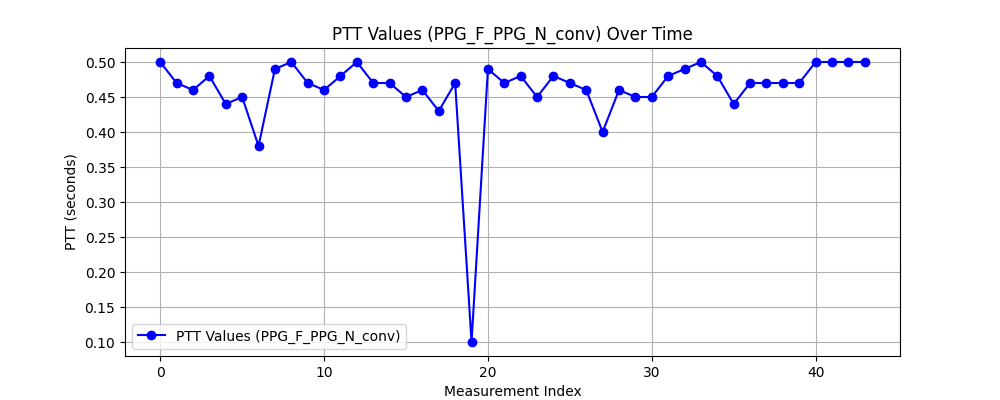 PTT Values (PPG_F_PPG_N_conv) Over Time
0.50
0.45
0.40
0.35
0.30
0.25
0.20
0.15
0.10
PTT (seconds)
PTT Values (PPG_F_PPG_N_conv)
0 10 20 30 40
Measurement Index